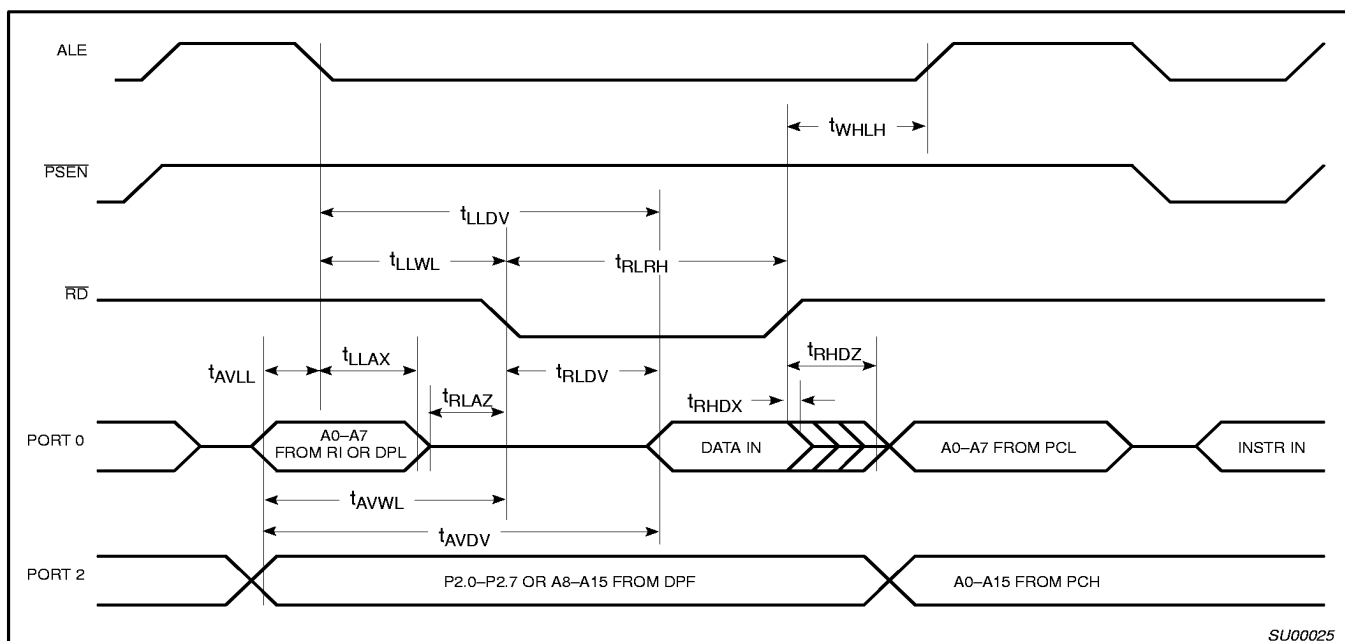 ALE
tWHLH
PSEN
tLLDV
tLLWL
tRLRH
RD
tAVLL
tLLAX
tRLDV
tRHDZ
tRLAZ
tRHDX
PORT 0
A0–A7
FROM RI OR DPL
DATA IN
A0–A7 FROM PCL
INSTR IN
tAVWL
tAVDV
PORT 2
P2.0–P2.7 OR A8–A15 FROM DPF
A0–A15 FROM PCH
SU00025